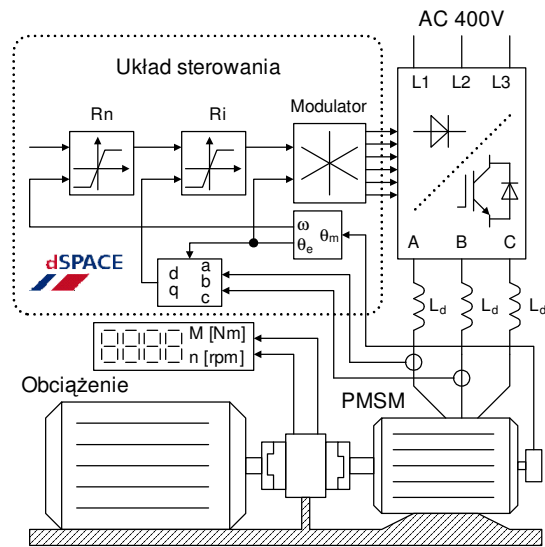 AC 400V
Układ sterowania
L1 L2 L3
Rn
Ri
Modulator
ω
θe
θm
A B C
dSPACE
d
q
a
b
c
Ld
Ld
Ld
M [Nm]
n [rpm]
Obciążenie
PMSM